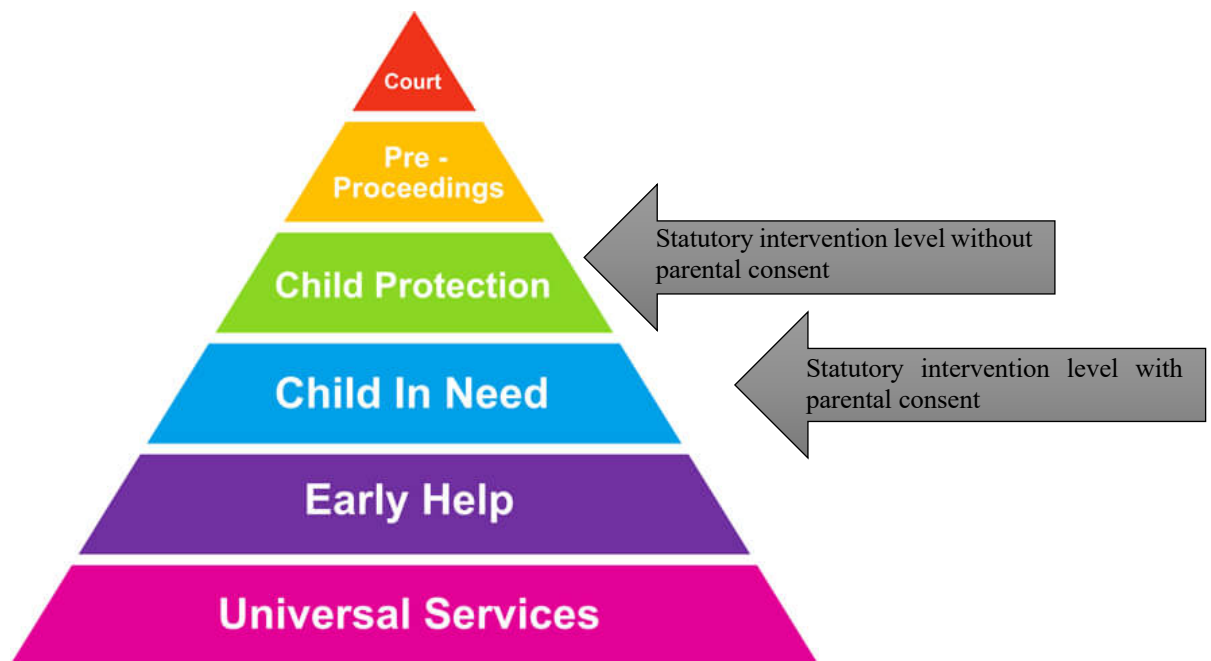 Court
Pre -
Proceedings
Statutory intervention level without
parental consent
Child Protection
Statutory intervention level with
parental consent
Child In Need
Early Help
Universal Services